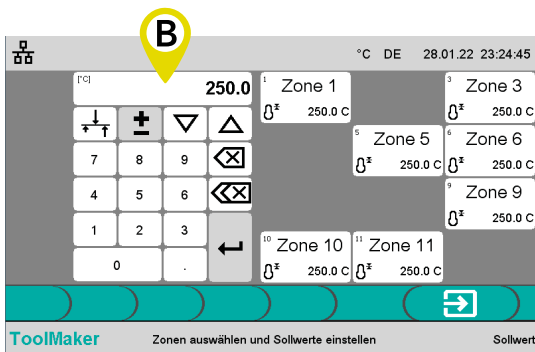 B
°C DE 28.01.22 23:24:45
[°C] 250.0
7 8 9
4 5 6
1 2 3
0 .
1 Zone 1
250.0 C
3 Zone 3
250.0 C
5 Zone 5
250.0 C
6 Zone 6
250.0 C
9 Zone 9
250.0 C
10 Zone 10
250.0 C
11 Zone 11
250.0 C
ToolMaker Zonen auswählen und Sollwerte einstellen Sollwert